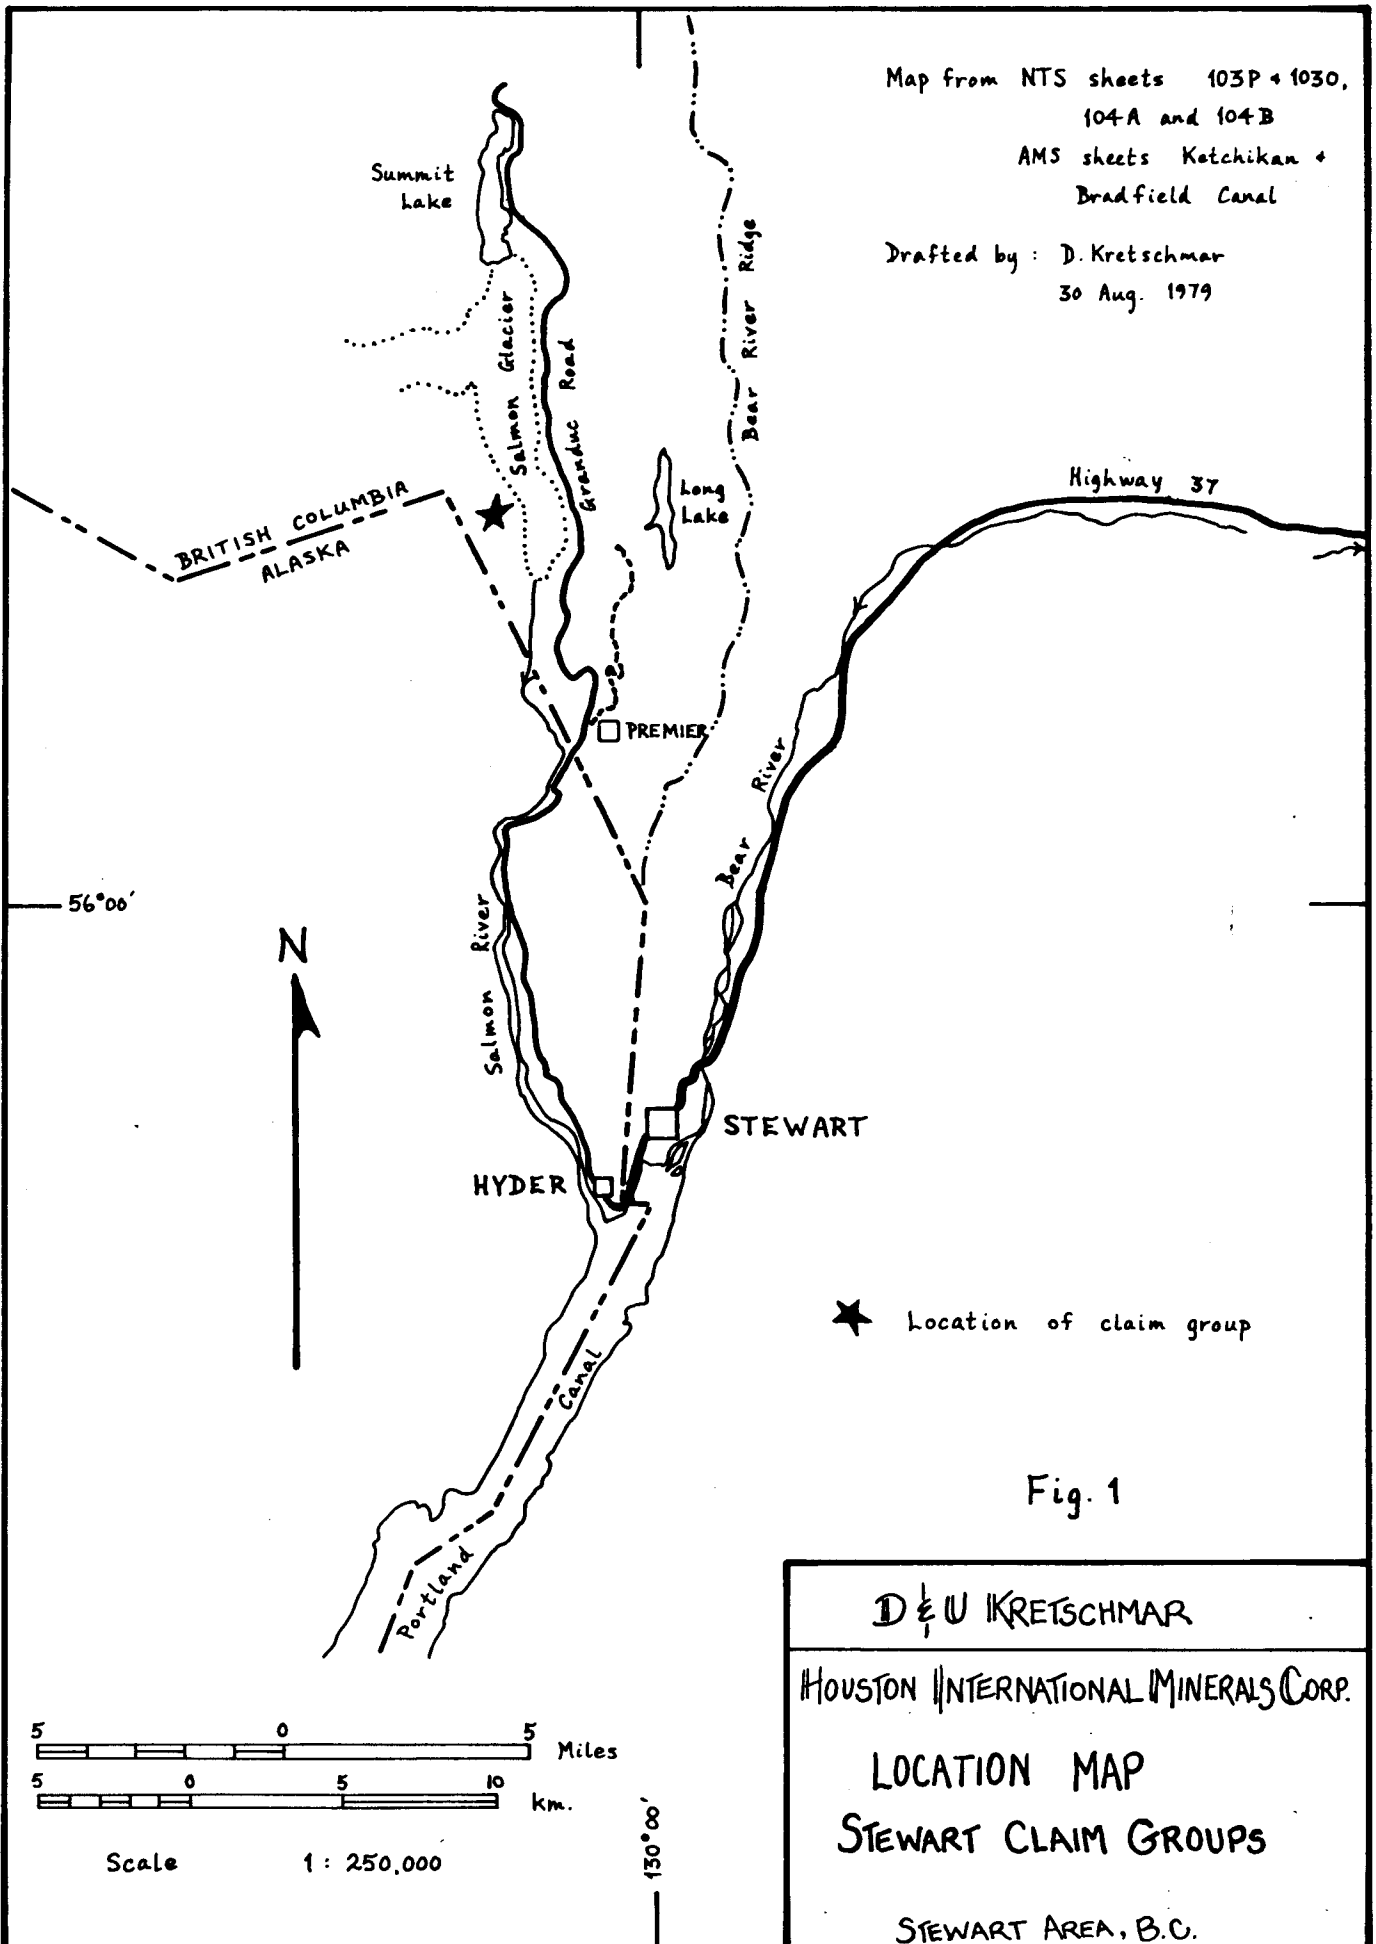 Map from NTS sheets 103P & 103O,
104A and 104B
AMS sheets Ketchikan &
Bradfield Canal
Drafted by : D. Kretschmar
30 Aug. 1979
Summit
Lake
Bear River Ridge
Salmon Glacier
Granduc Road
Long
Lake
Highway 37
BRITISH COLUMBIA
ALASKA
PREMIER
Bear River
56°00'
N
Salmon River
STEWART
HYDER
Location of claim group
Portland Canal
Fig. 1
D & U KRETSCHMAR
HOUSTON INTERNATIONAL MINERALS CORP.
LOCATION MAP
STEWART CLAIM GROUPS
STEWART AREA, B.C.
5 0 5 Miles
5 0 5 10 km.
Scale 1 : 250,000
130°00'